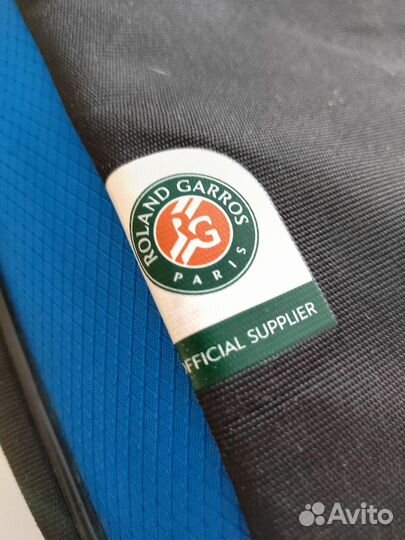 ROLAND GARROS
RG
PARIS
OFFICIAL SUPPLIER
Avito